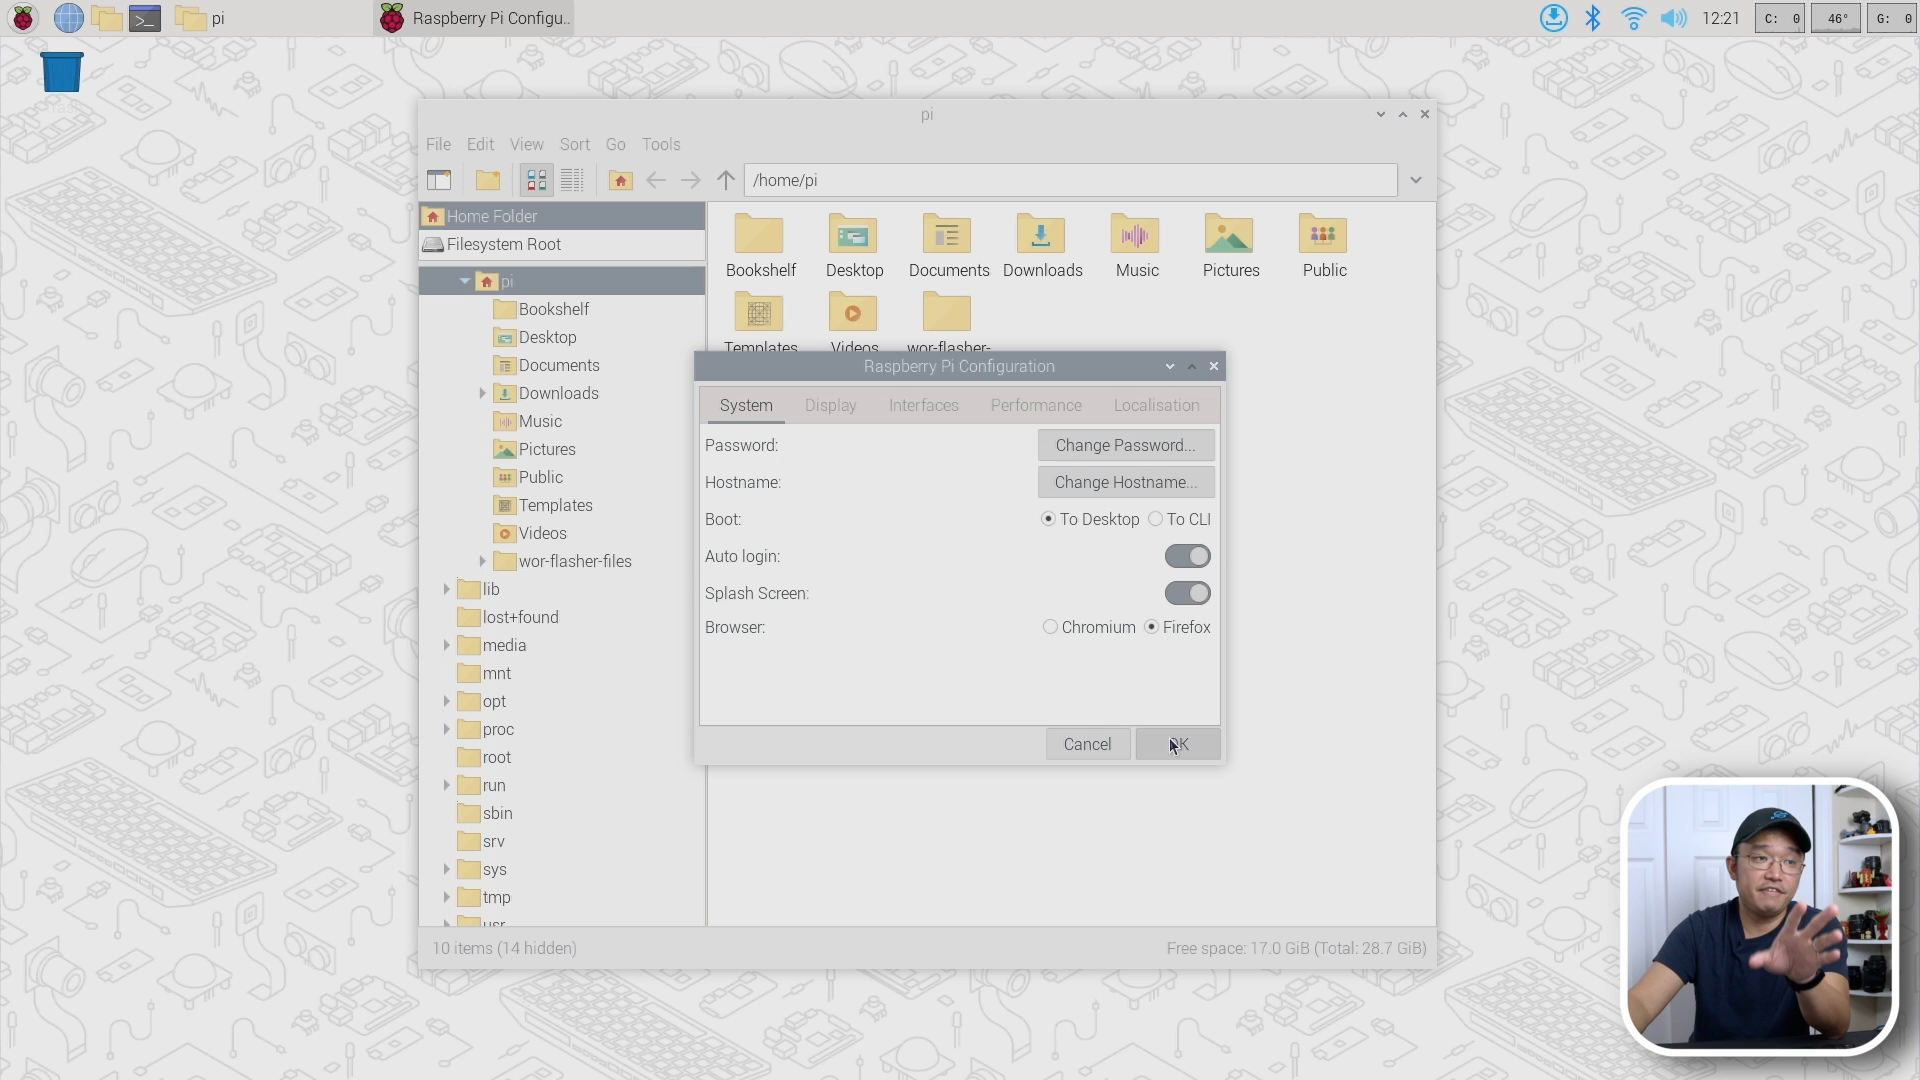 pi
Raspberry Pi Configu..
12:21
C: 0
46°
G: 0
pi
File Edit View Sort Go Tools
/home/pi
Home Folder
Filesystem Root
pi
Bookshelf
Desktop
Documents
Downloads
Music
Pictures
Public
Templates
Videos
wor-flasher-files
lib
lost+found
media
mnt
opt
proc
root
run
sbin
srv
sys
tmp
usr
Bookshelf Desktop Documents Downloads Music Pictures Public
Templates Videos wor-flasher-
Raspberry Pi Configuration
System Display Interfaces Performance Localisation
Password: Change Password...
Hostname: Change Hostname...
Boot: To Desktop To CLI
Auto login:
Splash Screen:
Browser: Chromium Firefox
Cancel OK
10 items (14 hidden) Free space: 17.0 GiB (Total: 28.7 GiB)